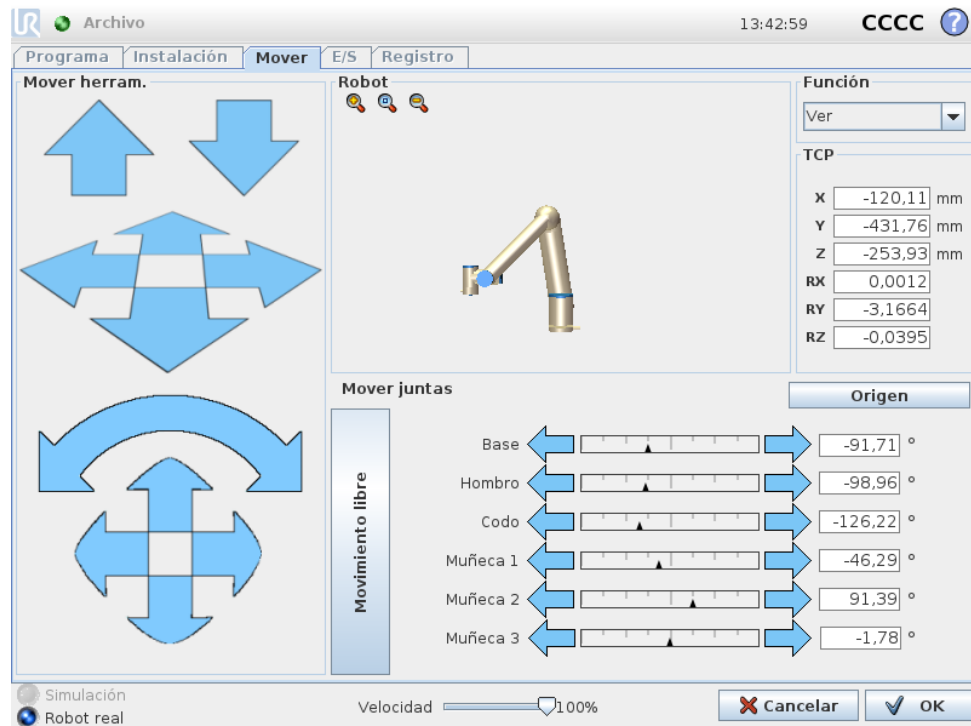 UR Archivo 13:42:59 CCCC ?
Programa Instalación Mover E/S Registro
Mover herram.
Robot
Función
Ver
TCP
X -120,11 mm
Y -431,76 mm
Z -253,93 mm
RX 0,0012
RY -3,1664
RZ -0,0395
Mover juntas
Origen
Movimiento libre
Base -91,71 °
Hombro -98,96 °
Codo -126,22 °
Muñeca 1 -46,29 °
Muñeca 2 91,39 °
Muñeca 3 -1,78 °
Simulación
Robot real
Velocidad 100%
Cancelar
OK